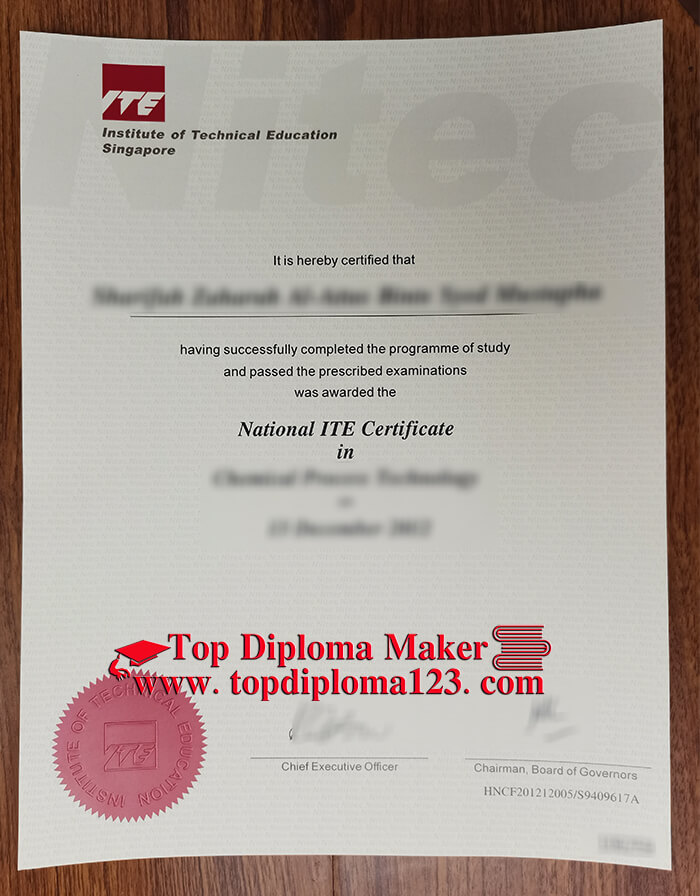 Nitec
ITE
Institute of Technical Education
Singapore
It is hereby certified that
having successfully completed the programme of study
and passed the prescribed examinations
was awarded the
National ITE Certificate
in
Top Diploma Maker
www. topdiploma123. com
INSTITUTE OF TECHNICAL EDUCATION
ITE
Chief Executive Officer
Chairman, Board of Governors
HNCF201212005/S9409617A